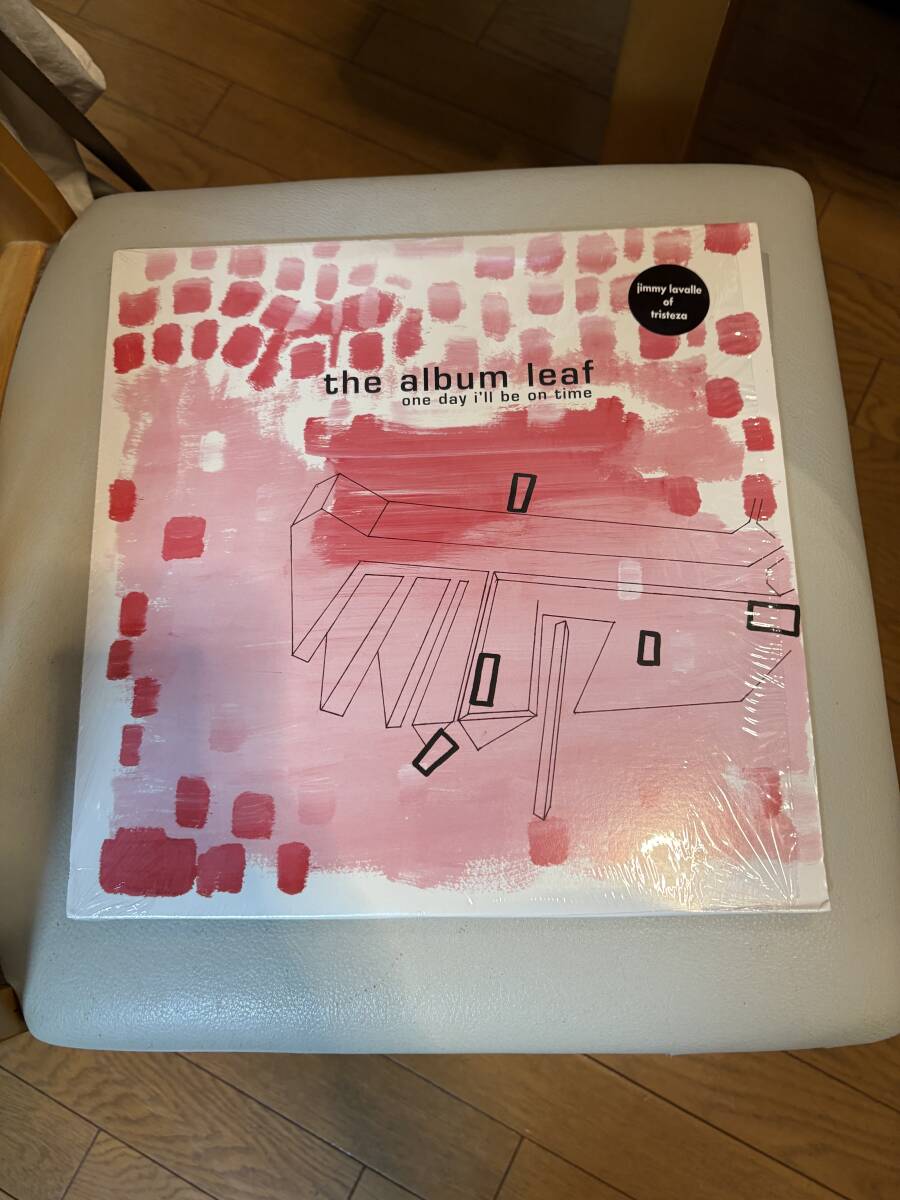 jimmy lavalle
of
tristeza
the album leaf
one day i'll be on time